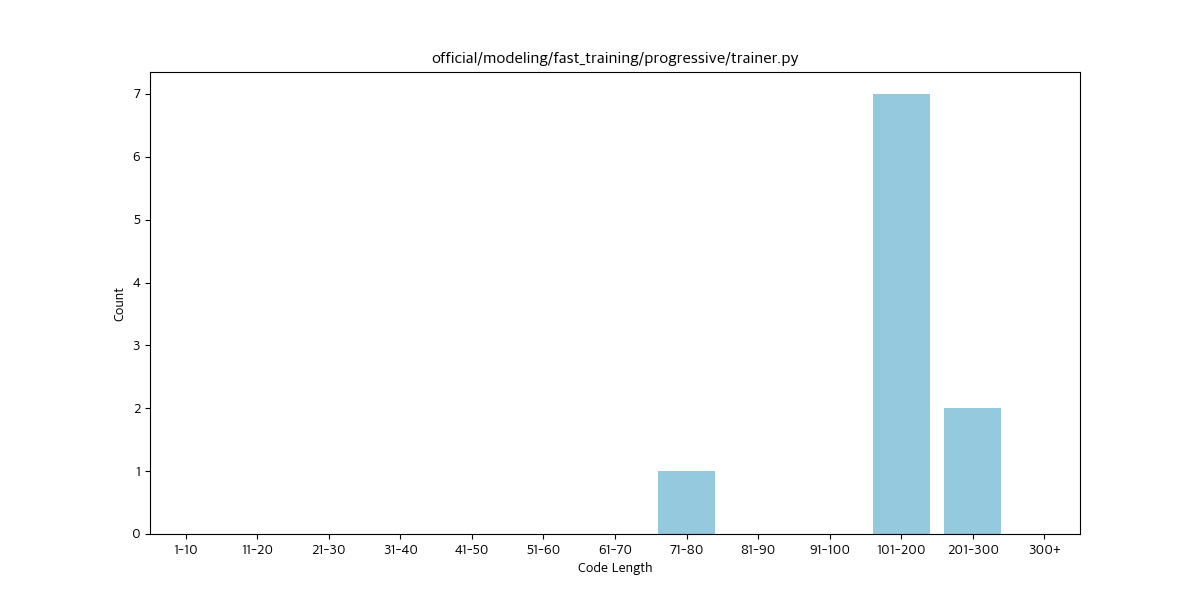 official/modeling/fast_training/progressive/trainer.py
7
6
5
4
3
2
1
0
Count
1-10 11-20 21-30 31-40 41-50 51-60 61-70 71-80 81-90 91-100 101-200 201-300 300+
Code Length